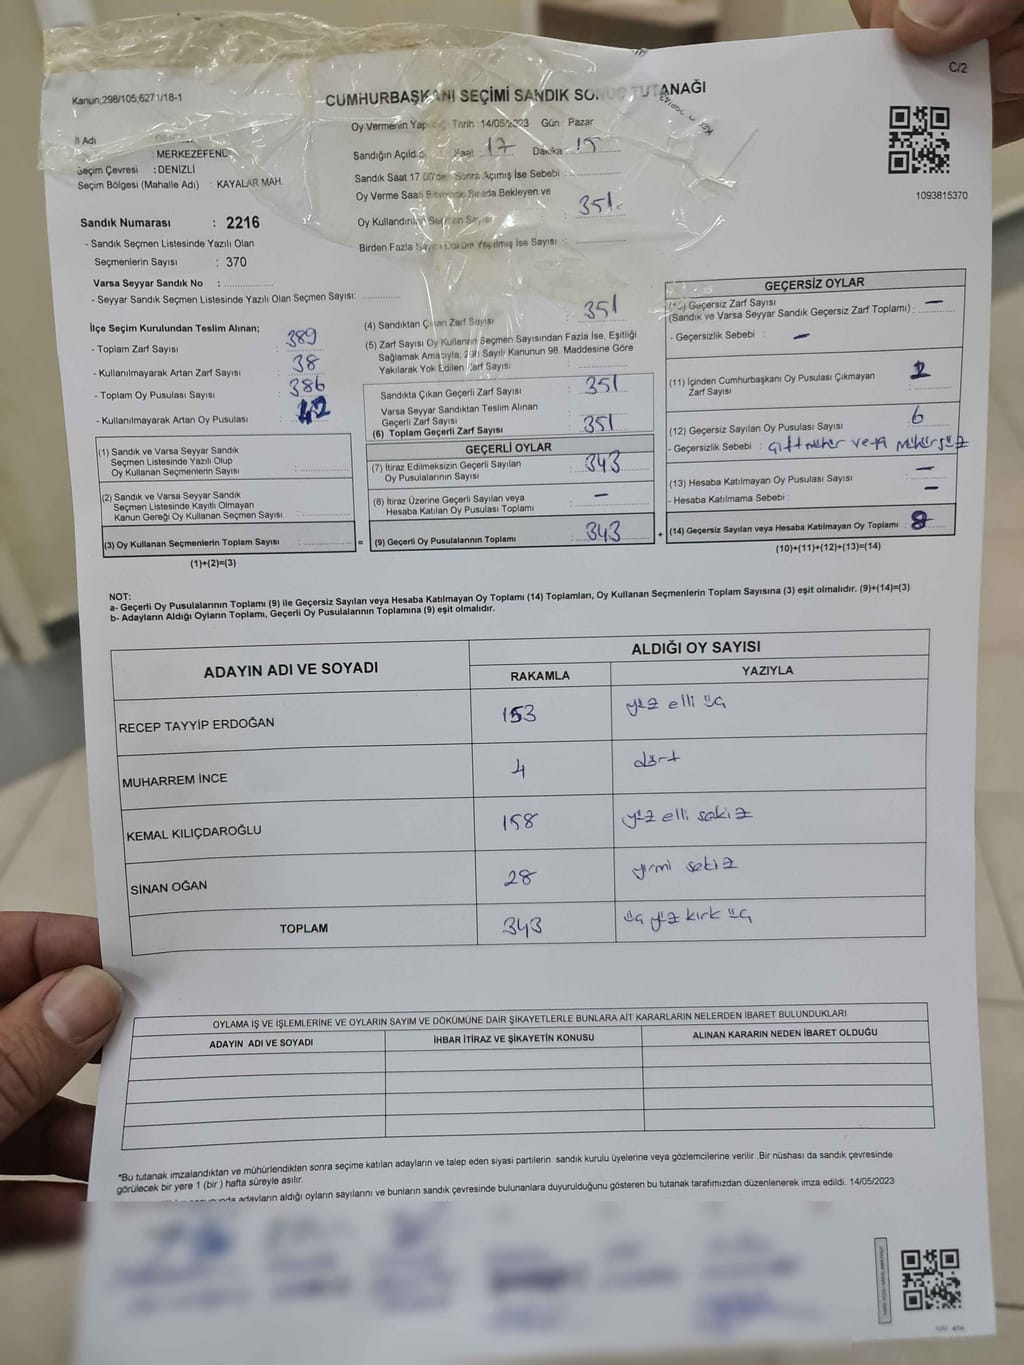 C/2
Kanun,298/105,6271/18-1
CUMHURBAŞKANI SEÇİMİ SANDIK SONUÇ TUTANAĞI
Oy Vermenin Yapıldığı Tarih :14/05/2023 Gün : Pazar
İl Adı
: MERKEZEFENDİ
Seçim Çevresi : DENİZLİ
Seçim Bölgesi (Mahalle Adı) : KAYALAR MAH.
Sandığın Açıldığı Saat : 17 Dakika : 15
Sandık Saat 17 00'den Sonra Açımış İse Sebebi :
Oy Verme Saati Bitiminde Sırada Bekleyen ve
Oy Kullandırılan Seçmen Sayısı : 351
Birden Fazla Sayım Döküm Yapılmış İse Sayısı :
1093815370
Sandık Numarası : 2216
- Sandık Seçmen Listesinde Yazılı Olan
Seçmenlerin Sayısı : 370
Varsa Seyyar Sandık No :
- Seyyar Sandık Seçmen Listesinde Yazılı Olan Seçmen Sayısı:
İlçe Seçim Kurulundan Teslim Alınan;
- Toplam Zarf Sayısı : 389
- Kullanılmayarak Artan Zarf Sayısı : 38
- Toplam Oy Pusulası Sayısı : 386
- Kullanılmayarak Artan Oy Pusulası : 42
(1) Sandık ve Varsa Seyyar Sandık
Seçmen Listesinde Yazılı Olup
Oy Kullanan Seçmenlerin Sayısı :
(2) Sandık ve Varsa Seyyar Sandık
Seçmen Listesinde Kayıtlı Olmayan
Kanun Gereği Oy Kullanan Seçmen Sayısı :
(3) Oy Kullanan Seçmenlerin Toplam Sayısı : =
(1)+(2)=(3)
(4) Sandıktan Çıkan Zarf Sayısı : 351
(5) Zarf Sayısı Oy Kullanan Seçmen Sayısından Fazla İse, Eşitliği
Sağlamak Amacıyla, 298 Sayılı Kanunun 98. Maddesine Göre
Yakılarak Yok Edilen Zarf Sayısı :
Sandıkta Çıkan Geçerli Zarf Sayısı : 351
Varsa Seyyar Sandıktan Teslim Alınan
Geçerli Zarf Sayısı :
(6) Toplam Geçerli Zarf Sayısı : 351
GEÇERLİ OYLAR
(7) İtiraz Edilmeksizin Geçerli Sayılan
Oy Pusulalarının Sayısı : 343
(8) İtiraz Üzerine Geçerli Sayılan veya
Hesaba Katılan Oy Pusulası Toplamı : —
(9) Geçerli Oy Pusulalarının Toplamı : 343 +
GEÇERSİZ OYLAR
(10) Geçersiz Zarf Sayısı
(Sandık ve Varsa Seyyar Sandık Geçersiz Zarf Toplamı) : —
- Geçersizlik Sebebi : —
(11) İçinden Cumhurbaşkanı Oy Pusulası Çıkmayan
Zarf Sayısı : 2
(12) Geçersiz Sayılan Oy Pusulası Sayısı : 6
- Geçersizlik Sebebi : çift mühür veya mühürsüz
(13) Hesaba Katılmayan Oy Pusulası Sayısı : —
- Hesaba Katılmama Sebebi : —
(14) Geçersiz Sayılan veya Hesaba Katılmayan Oy Toplamı : 8
(10)+(11)+(12)+(13)=(14)
NOT:
a- Geçerli Oy Pusulalarının Toplamı (9) ile Geçersiz Sayılan veya Hesaba Katılmayan Oy Toplamı (14) Toplamları, Oy Kullanan Seçmenlerin Toplam Sayısına (3) eşit olmalıdır. (9)+(14)=(3)
b- Adayların Aldığı Oyların Toplamı, Geçerli Oy Pusulalarının Toplamına (9) eşit olmalıdır.
ADAYIN ADI VE SOYADI
ALDIĞI OY SAYISI
RAKAMLA YAZIYLA
RECEP TAYYİP ERDOĞAN 153 yüz elli üç
MUHARREM İNCE 4 dört
KEMAL KILIÇDAROĞLU 158 yüz elli sekiz
SİNAN OĞAN 28 yirmi sekiz
TOPLAM 343 üç yüz kırk üç
OYLAMA İŞ VE İŞLEMLERİNE VE OYLARIN SAYIM VE DÖKÜMÜNE DAİR ŞİKAYETLERLE BUNLARA AİT KARARLARIN NELERDEN İBARET BULUNDUKLARI
ADAYIN ADI VE SOYADI İHBAR İTİRAZ VE ŞİKAYETİN KONUSU ALINAN KARARIN NEDEN İBARET OLDUĞU
*Bu tutanak imzalandıktan ve mühürlendikten sonra seçime katılan adayların ve talep eden siyasi partilerin sandık kurulu üyelerine veya gözlemcilerine verilir .Bir nüshası da sandık çevresinde
görülecek bir yere 1 (bir ) hafta süreyle asılır.
adayların aldığı oyların sayılarını ve bunların sandık çevresinde bulunanlara duyurulduğunu gösteren bu tutanak tarafımızdan düzenlenerek imza edildi. 14/05/2023